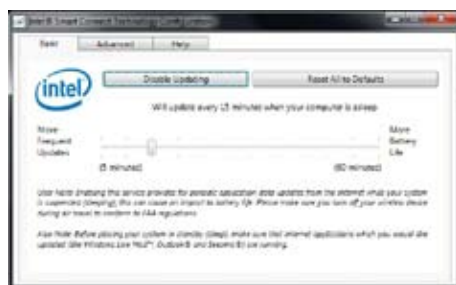 Intel® Smart Connect Technology Configuration
Basic Advanced Help
intel
Disable Updating Reset All to Defaults
Will update every 15 minutes when your computer is asleep
More Frequent Updates
More Battery Life
(5 minutes) (60 minutes)
User Note: Enabling this service provides for periodic application data updates from the internet while your system
is suspended (sleeping), this can cause an impact to battery life. Please make sure you turn off your wireless device
during air travel to conform to FAA regulations.
Also Note: Before placing your system in standby (sleep), make sure that internet applications which you would like
updated (like Windows Live Mail™, Outlook® and Seesmic®) are running.